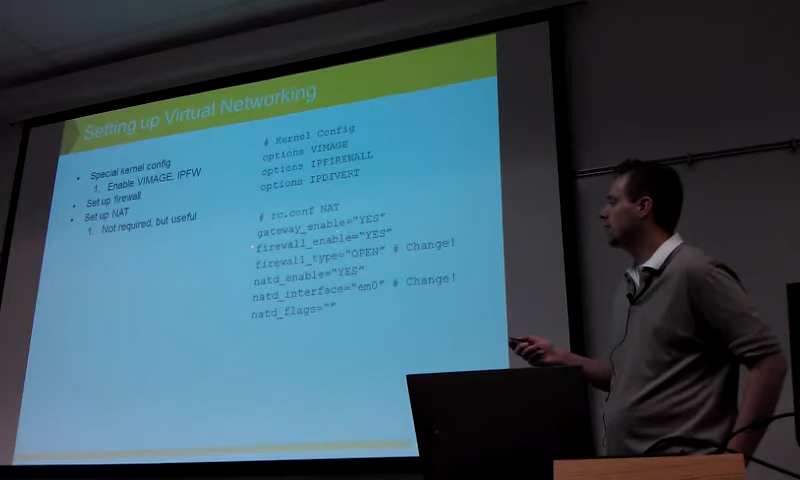 Setting up Virtual Networking
• Special kernel config
1. Enable VIMAGE, IPFW
• Set up firewall
• Set up NAT
1. Not required, but useful
# Kernel Config
options VIMAGE
options IPFIREWALL
options IPDIVERT
# rc.conf NAT
gateway_enable="YES"
firewall_enable="YES"
firewall_type="OPEN" # Change!
natd_enable="YES"
natd_interface="em0" # Change!
natd_flags=""